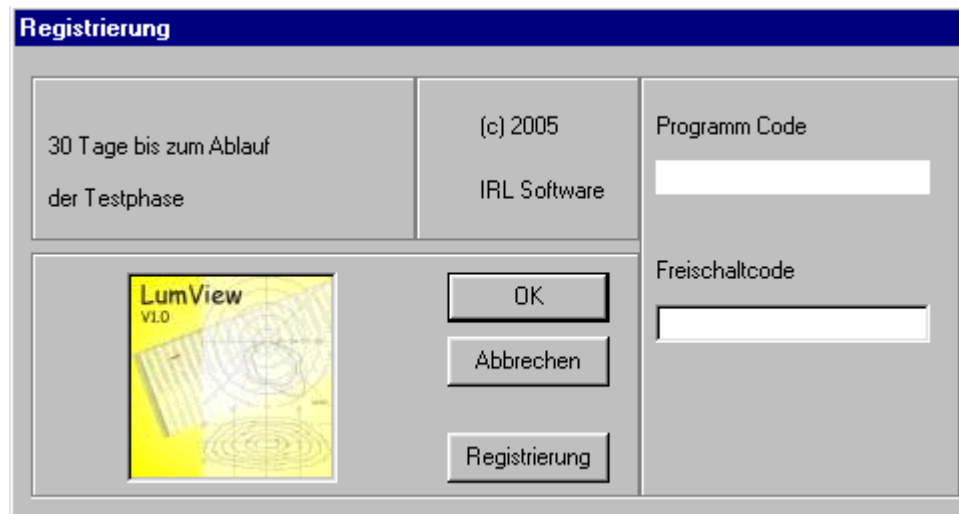 Registrierung
30 Tage bis zum Ablauf
der Testphase
(c) 2005
IRL Software
Programm Code
Freischaltcode
LumView
V1.0
OK
Abbrechen
Registrierung